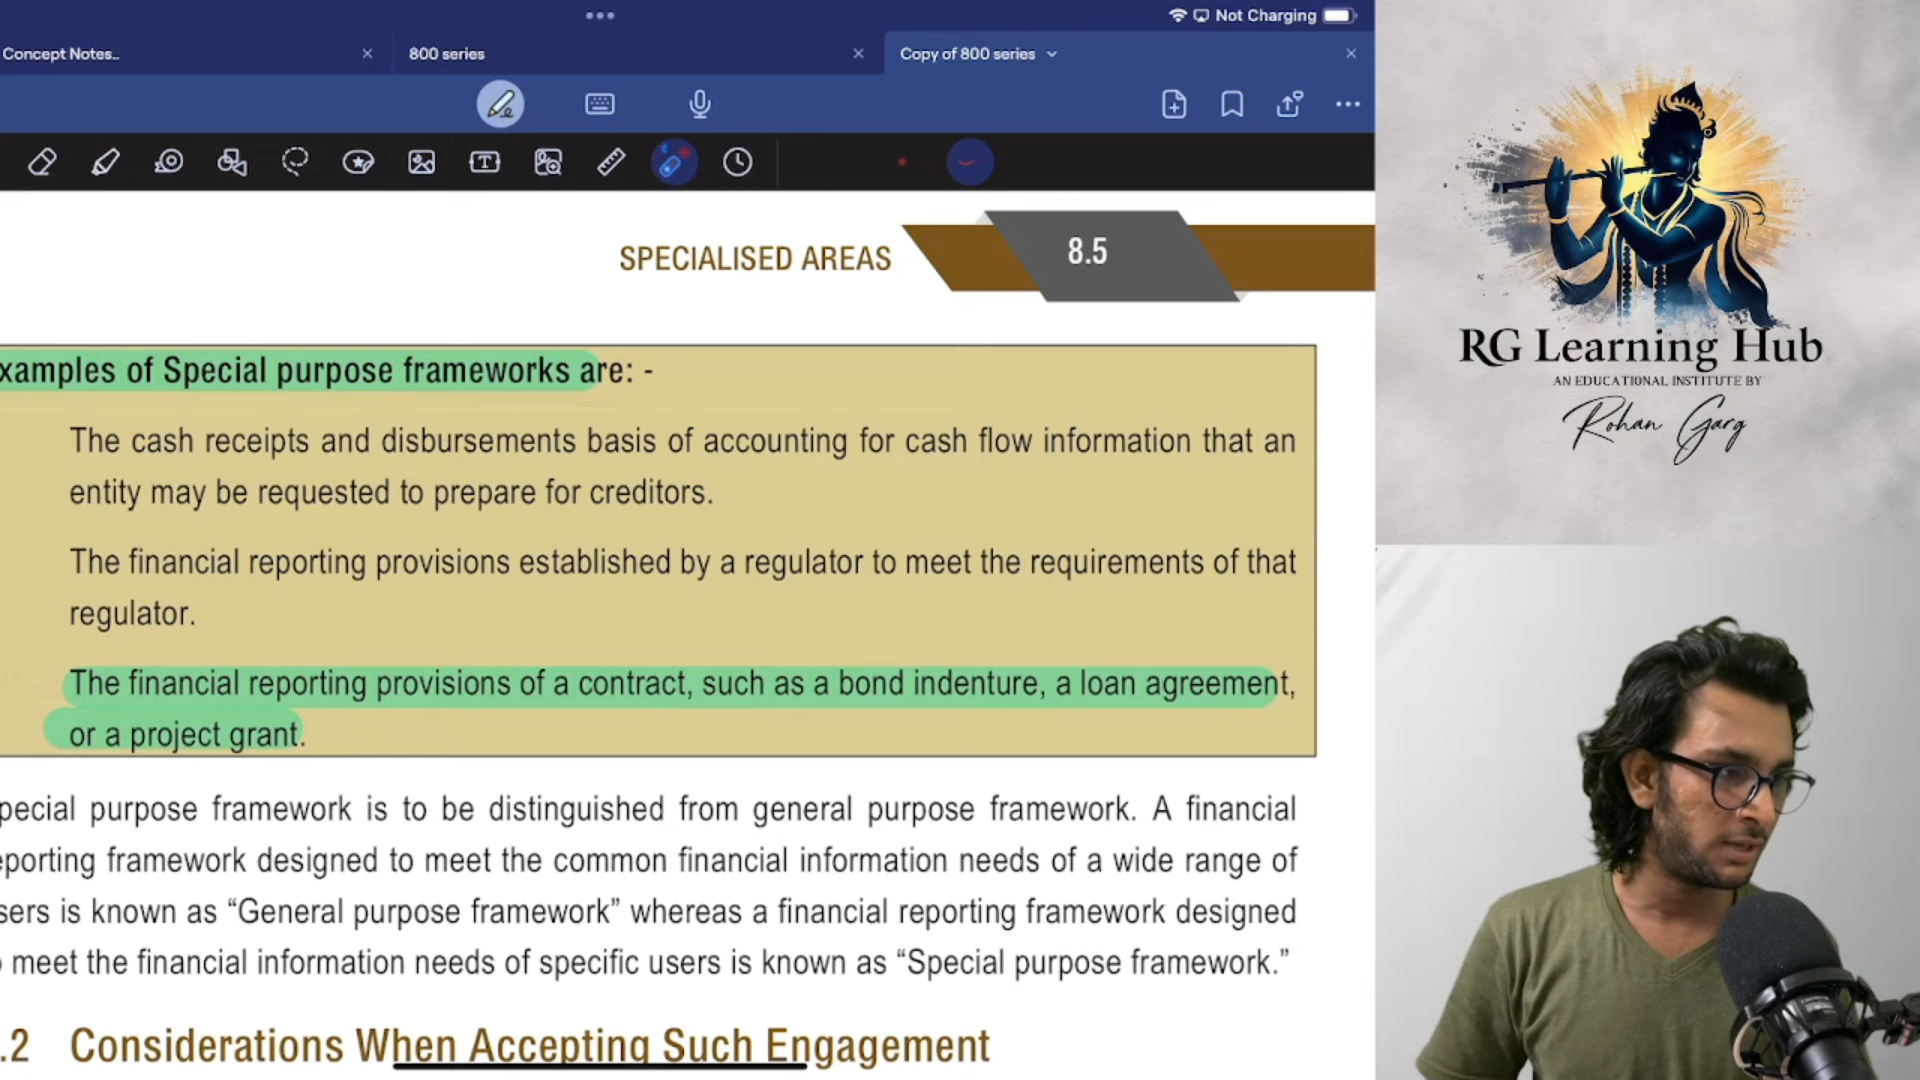 Not Charging
Concept Notes..
800 series
Copy of 800 series
SPECIALISED AREAS
8.5
xamples of Special purpose frameworks are: -
The cash receipts and disbursements basis of accounting for cash flow information that an
entity may be requested to prepare for creditors.
The financial reporting provisions established by a regulator to meet the requirements of that
regulator.
The financial reporting provisions of a contract, such as a bond indenture, a loan agreement,
or a project grant.
pecial purpose framework is to be distinguished from general purpose framework. A financial
eporting framework designed to meet the common financial information needs of a wide range of
sers is known as “General purpose framework” whereas a financial reporting framework designed
o meet the financial information needs of specific users is known as “Special purpose framework.”
.2 Considerations When Accepting Such Engagement
RG Learning Hub
AN EDUCATIONAL INSTITUTE BY
Rohan Garg